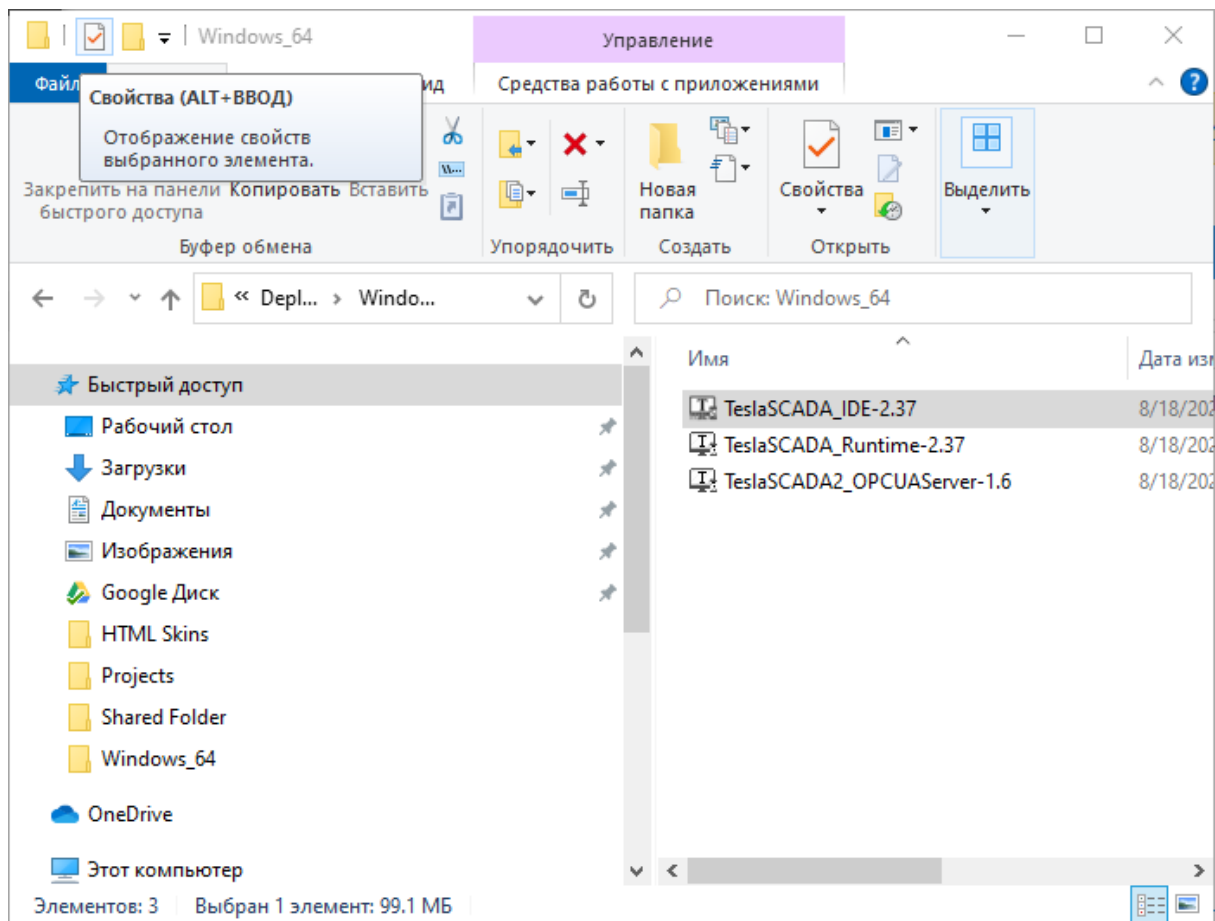 Windows_64
Управление
Файл
ид
Средства работы с приложениями
Свойства (ALT+ВВОД)
Отображение свойств
выбранного элемента.
Закрепить на панели
быстрого доступа
Копировать
Вставить
Новая
папка
Свойства
Выделить
Буфер обмена
Упорядочить
Создать
Открыть
« Depl... › Windo...
Поиск: Windows_64
Имя
Дата изм
Быстрый доступ
Рабочий стол
Загрузки
Документы
Изображения
Google Диск
HTML Skins
Projects
Shared Folder
Windows_64
OneDrive
Этот компьютер
TeslaSCADA_IDE-2.37
8/18/202
TeslaSCADA_Runtime-2.37
8/18/202
TeslaSCADA2_OPCUAServer-1.6
8/18/202
Элементов: 3
Выбран 1 элемент: 99.1 МБ